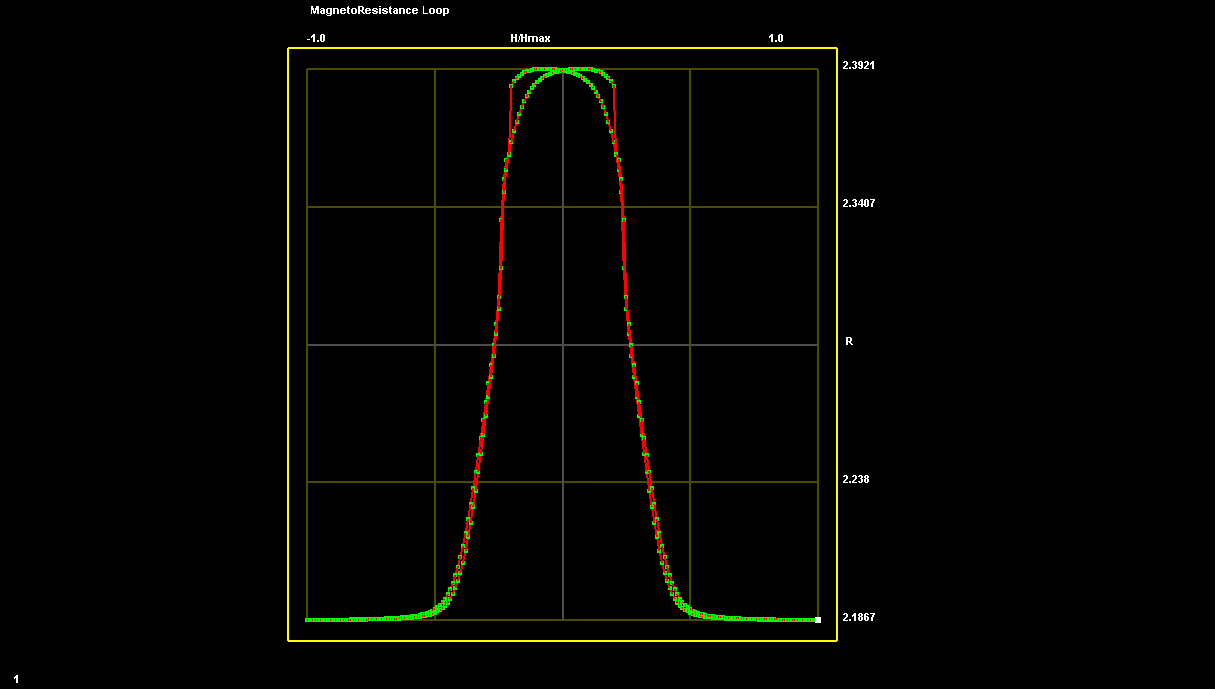 MagnetoResistance Loop
-1.0 H/Hmax 1.0
2.3921
2.3407
R
2.238
2.1867
1